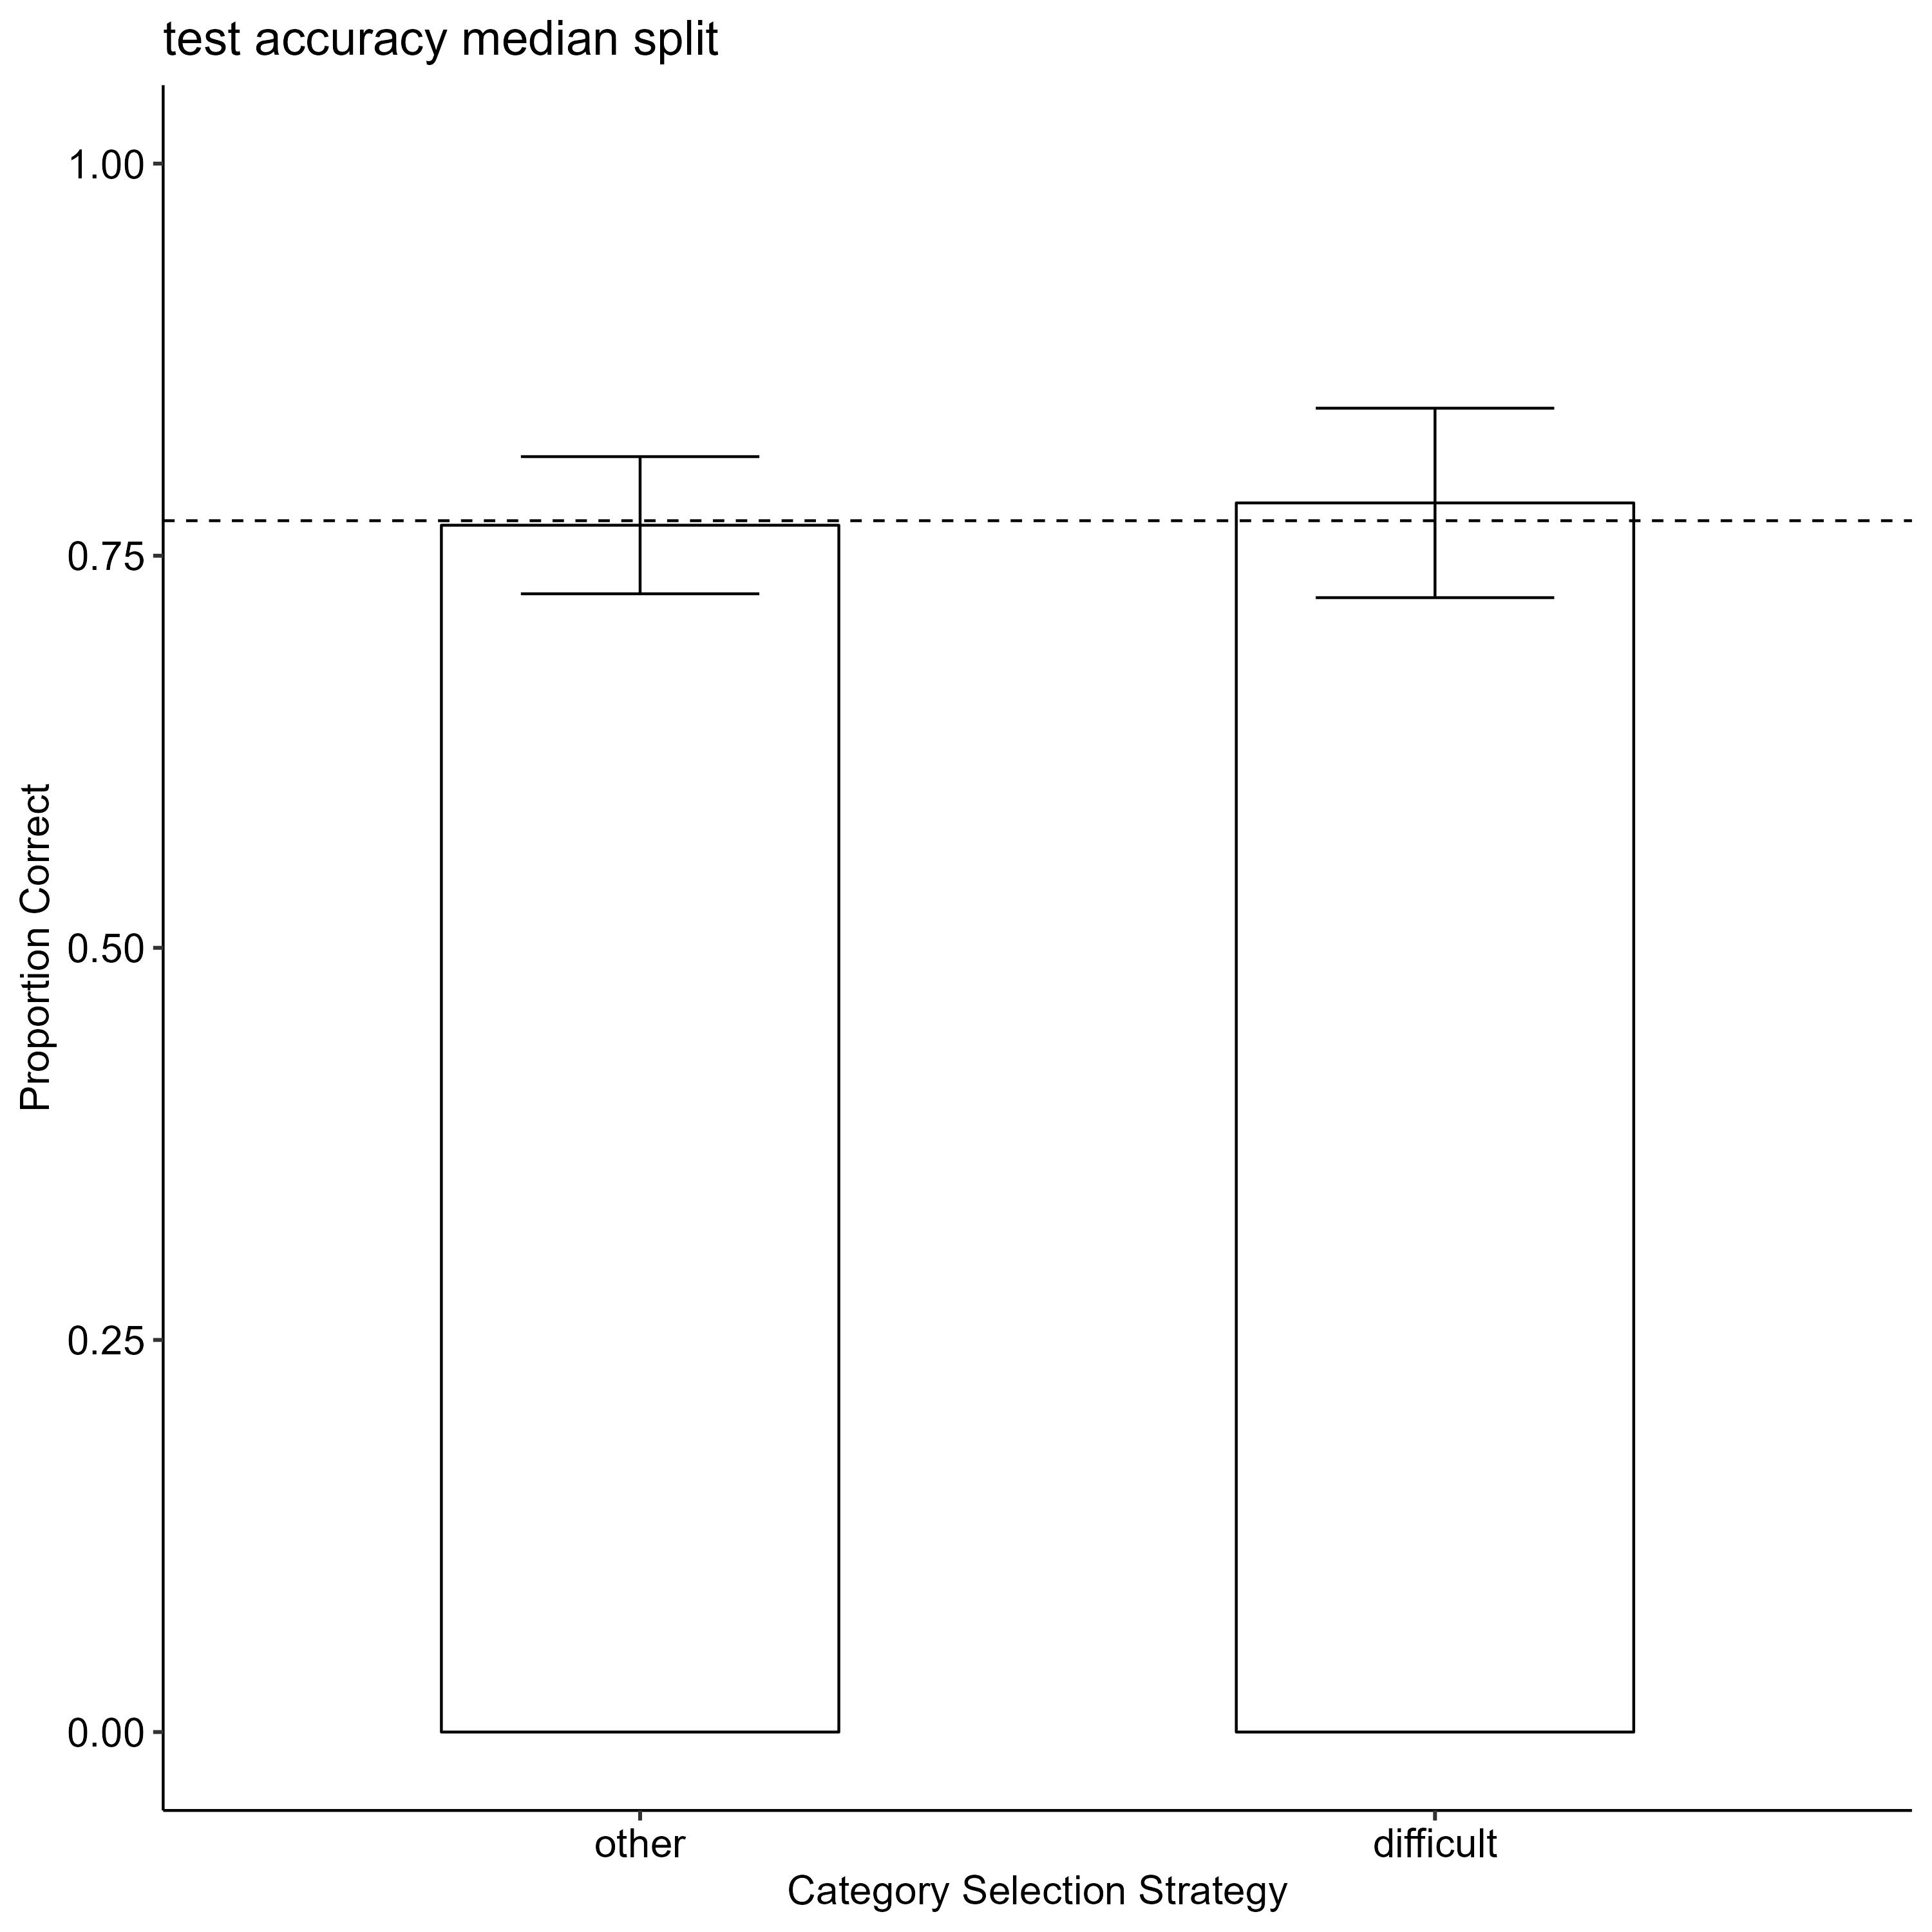 test accuracy median split
1.00
0.75
0.50
0.25
0.00
Proportion Correct
other difficult
Category Selection Strategy